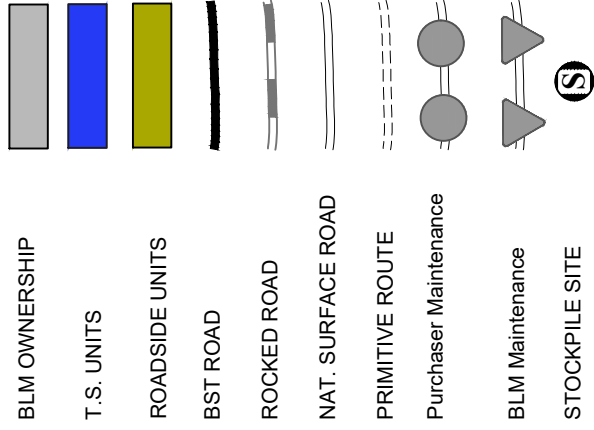 BLM OWNERSHIP
T.S. UNITS
ROADSIDE UNITS
BST ROAD
ROCKED ROAD
NAT. SURFACE ROAD
PRIMITIVE ROUTE
Purchaser Maintenance
BLM Maintenance
STOCKPILE SITE
S